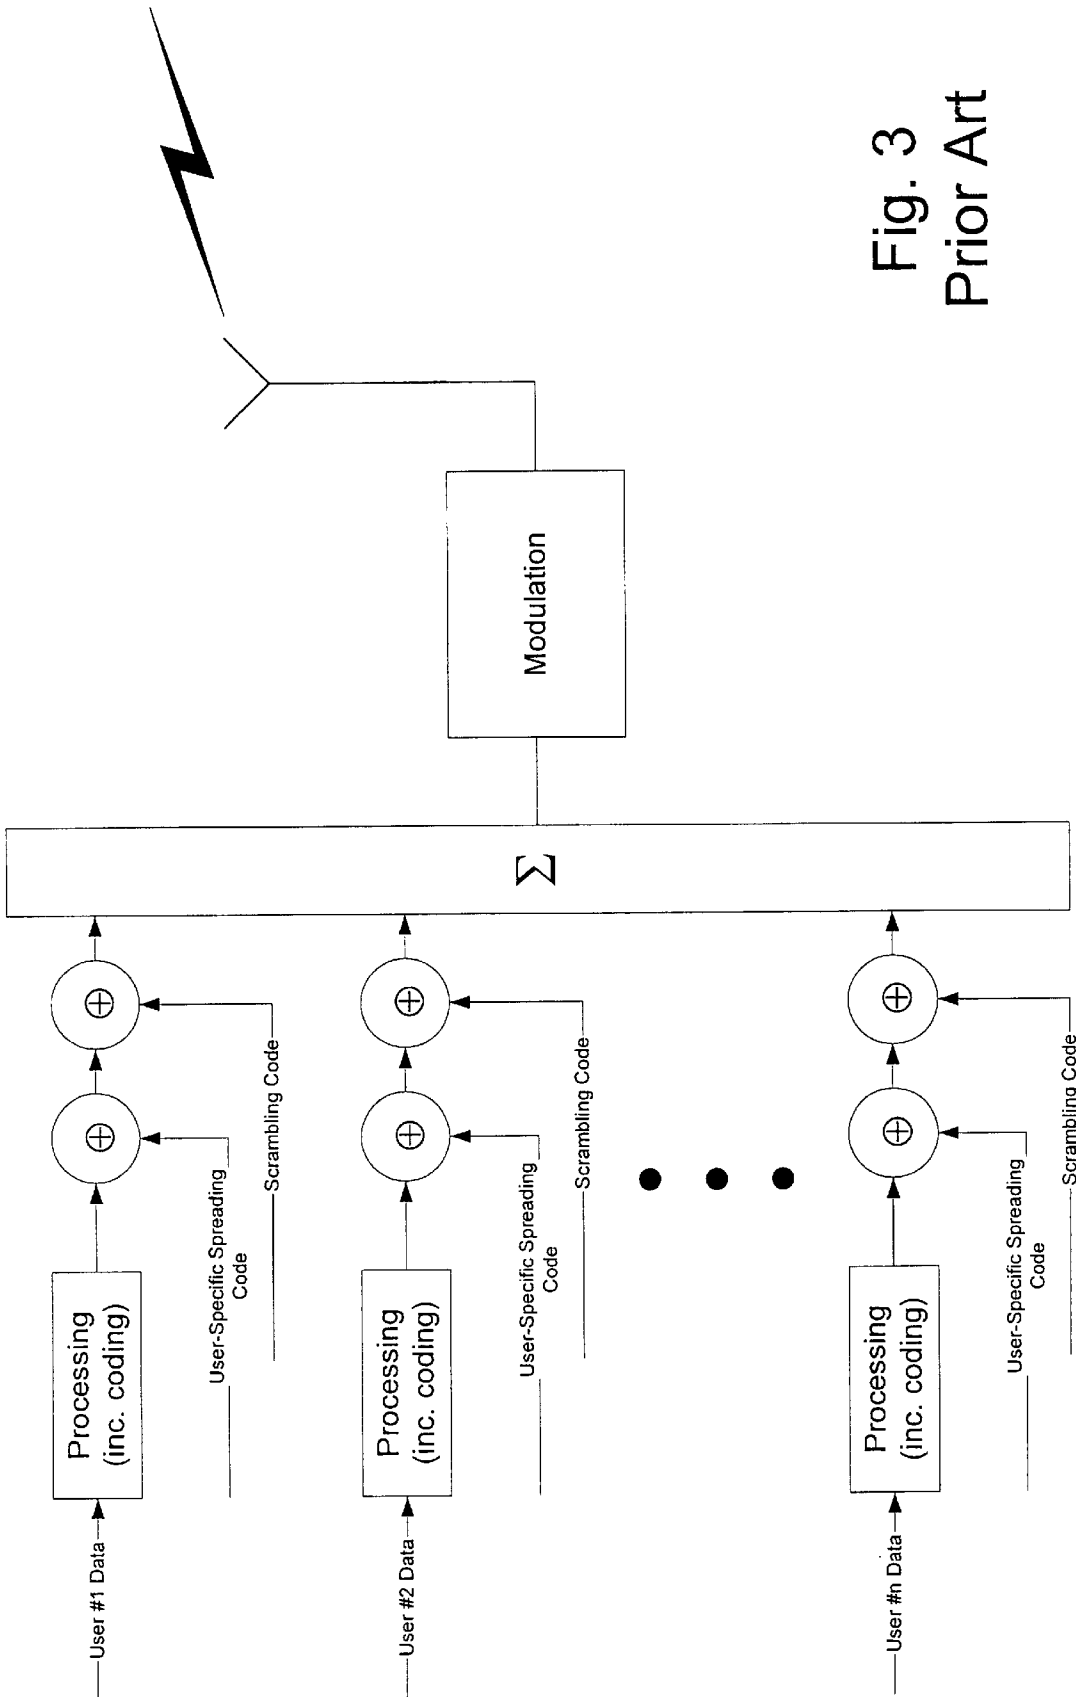 User #1 Data
Processing
(inc. coding)
⊕
⊕
User-Specific Spreading
Code
Scrambling Code
User #2 Data
Processing
(inc. coding)
⊕
⊕
User-Specific Spreading
Code
Scrambling Code
User #n Data
Processing
(inc. coding)
⊕
⊕
User-Specific Spreading
Code
Scrambling Code
Σ
Modulation
Fig. 3
Prior Art